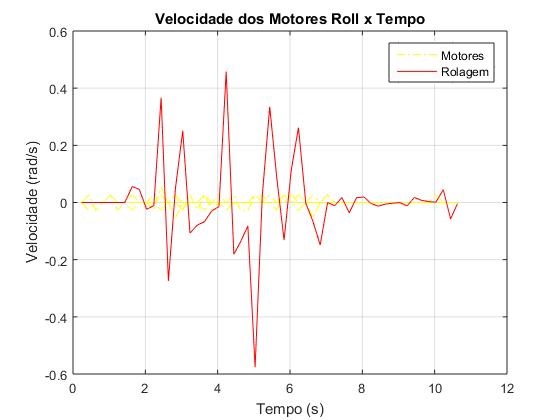 Velocidade dos Motores Roll x Tempo
Motores
Rolagem
Velocidade (rad/s)
0.6
0.4
0.2
0
-0.2
-0.4
-0.6
0 2 4 6 8 10 12
Tempo (s)